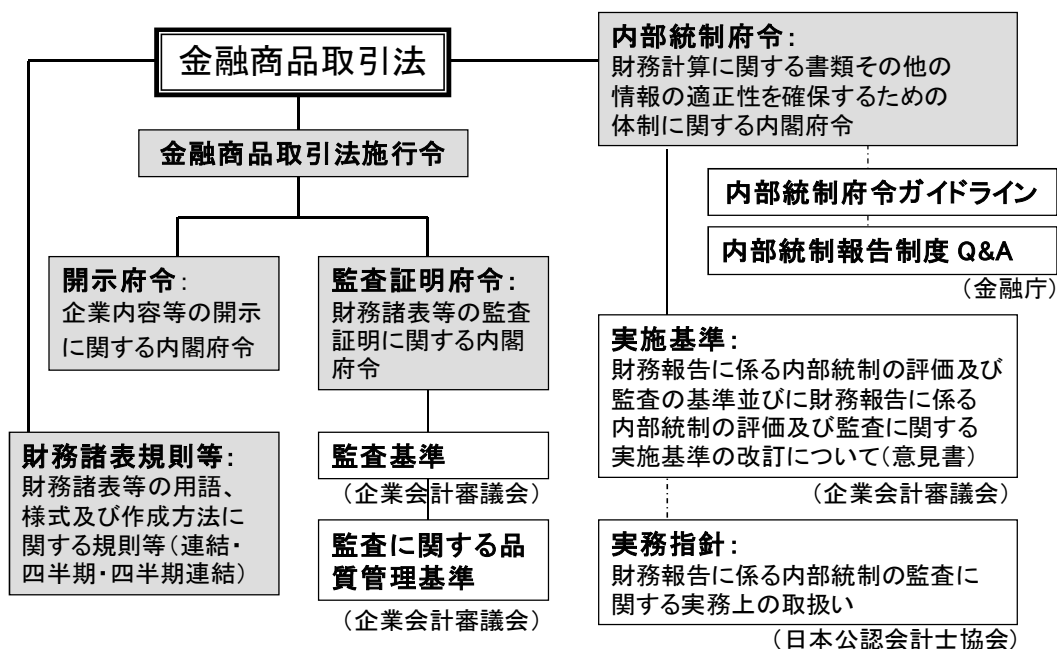 金融商品取引法
金融商品取引法施行令
開示府令:
企業内容等の開示
に関する内閣府令
監査証明府令:
財務諸表等の監査
証明に関する内閣
府令
財務諸表規則等:
財務諸表等の用語、
様式及び作成方法に
関する規則等(連結・
四半期・四半期連結)
監査基準
(企業会計審議会)
監査に関する品
質管理基準
(企業会計審議会)
内部統制府令:
財務計算に関する書類その他の
情報の適正性を確保するための
体制に関する内閣府令
内部統制府令ガイドライン
内部統制報告制度 Q&A
(金融庁)
実施基準:
財務報告に係る内部統制の評価及び
監査の基準並びに財務報告に係る
内部統制の評価及び監査に関する
実施基準の改訂について(意見書)
(企業会計審議会)
実務指針:
財務報告に係る内部統制の監査に
関する実務上の取扱い
(日本公認会計士協会)